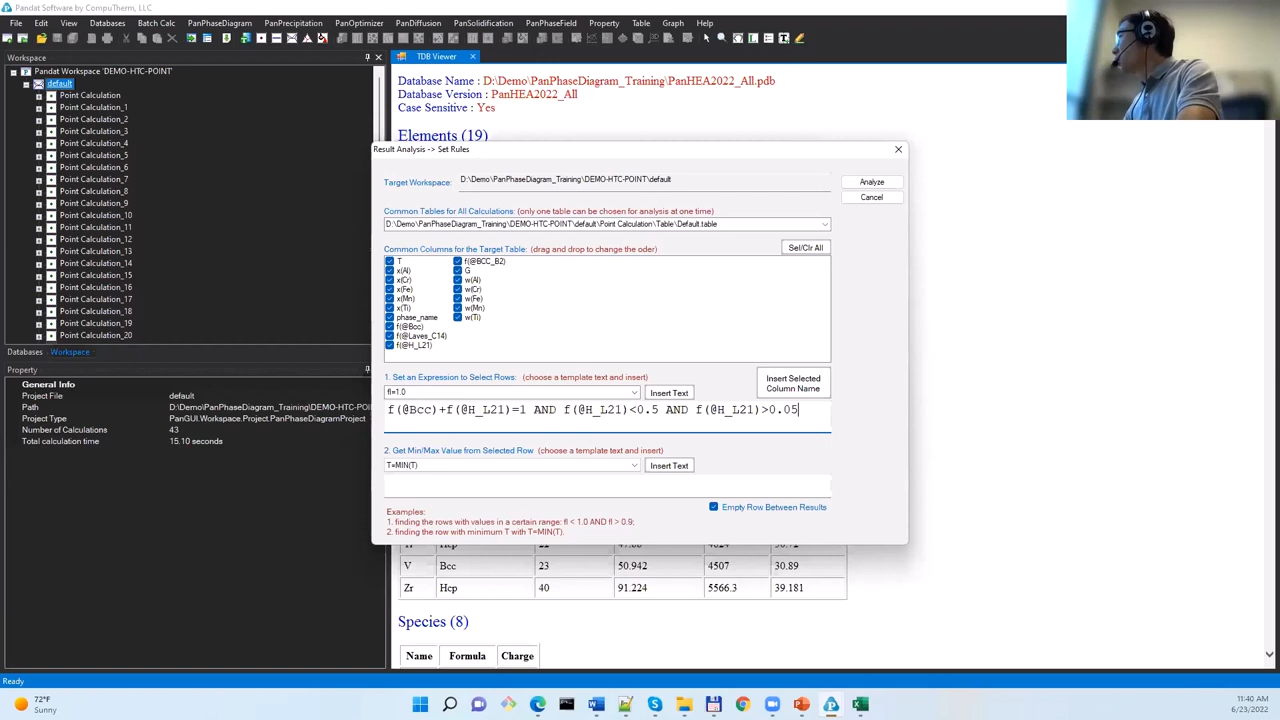 Pandat Software by CompuTherm, LLC
File Edit View Databases Batch Calc PanPhaseDiagram PanPrecipitation PanOptimizer PanDiffusion PanSolidification PanPhaseField Property Table Graph Help
Workspace
Pandat Workspace 'DEMO-HTC-POINT'
default
Point Calculation
Point Calculation_1
Point Calculation_2
Point Calculation_3
Point Calculation_4
Point Calculation_5
Point Calculation_6
Point Calculation_7
Point Calculation_8
Point Calculation_9
Point Calculation_10
Point Calculation_11
Point Calculation_12
Point Calculation_13
Point Calculation_14
Point Calculation_15
Point Calculation_16
Point Calculation_17
Point Calculation_18
Point Calculation_19
Point Calculation_20
Databases Workspace
Property
General Info
Project File default
Path D:\Demo\PanPhaseDiagram_Training\DEMO-HTC-POINT
Project Type PanGUI.Workspace.Project.PanPhaseDiagramProject
Number of Calculations 43
Total calculation time 15.10 seconds
TDB Viewer
Database Name : D:\Demo\PanPhaseDiagram_Training\PanHEA2022_All.pdb
Database Version : PanHEA2022_All
Case Sensitive : Yes
Elements (19)
Result Analysis -> Set Rules
Target Workspace: D:\Demo\PanPhaseDiagram_Training\DEMO-HTC-POINT\default
Analyze
Cancel
Common Tables for All Calculations: (only one table can be chosen for analysis at one time)
D:\Demo\PanPhaseDiagram_Training\DEMO-HTC-POINT\default\Point Calculation\Table\Default.table
Common Columns for the Target Table: (drag and drop to change the oder) Sel/Clr All
T f(@BCC_B2)
x(Al) G
x(Cr) w(Al)
x(Fe) w(Cr)
x(Mn) w(Fe)
x(Ti) w(Mn)
phase_name w(Ti)
f(@Bcc)
f(@Laves_C14)
f(@H_L21)
1. Set an Expression to Select Rows: (choose a template text and insert)
Insert Selected Column Name
fl=1.0 Insert Text
f(@Bcc)+f(@H_L21)=1 AND f(@H_L21)<0.5 AND f(@H_L21)>0.05
2. Get Min/Max Value from Selected Row (choose a template text and insert)
T=MIN(T) Insert Text
Empty Row Between Results
Examples:
1. finding the rows with values in a certain range: fl < 1.0 AND fl > 0.9;
2. finding the row with minimum T with T=MIN(T).
V Bcc 23 50.942 4507 30.89
Zr Hcp 40 91.224 5566.3 39.181
Species (8)
Name Formula Charge
Ready
72°F
Sunny
11:40 AM
6/23/2022